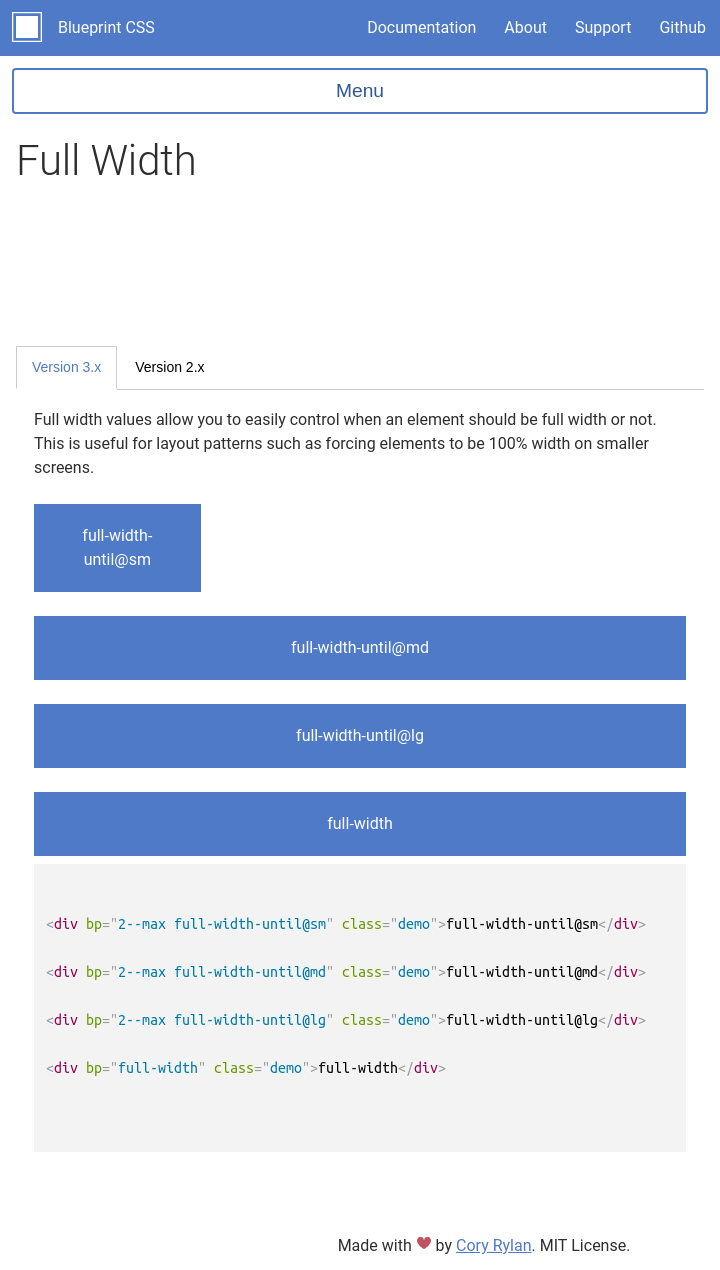 Blueprint CSS Documentation About Support Github
Menu
Full Width
Version 3.x Version 2.x
Full width values allow you to easily control when an element should be full width or not.
This is useful for layout patterns such as forcing elements to be 100% width on smaller
screens.
full-width-
until@sm
full-width-until@md
full-width-until@lg
full-width
<div bp="2--max full-width-until@sm" class="demo">full-width-until@sm</div>
<div bp="2--max full-width-until@md" class="demo">full-width-until@md</div>
<div bp="2--max full-width-until@lg" class="demo">full-width-until@lg</div>
<div bp="full-width" class="demo">full-width</div>
Made with ♥ by Cory Rylan. MIT License.